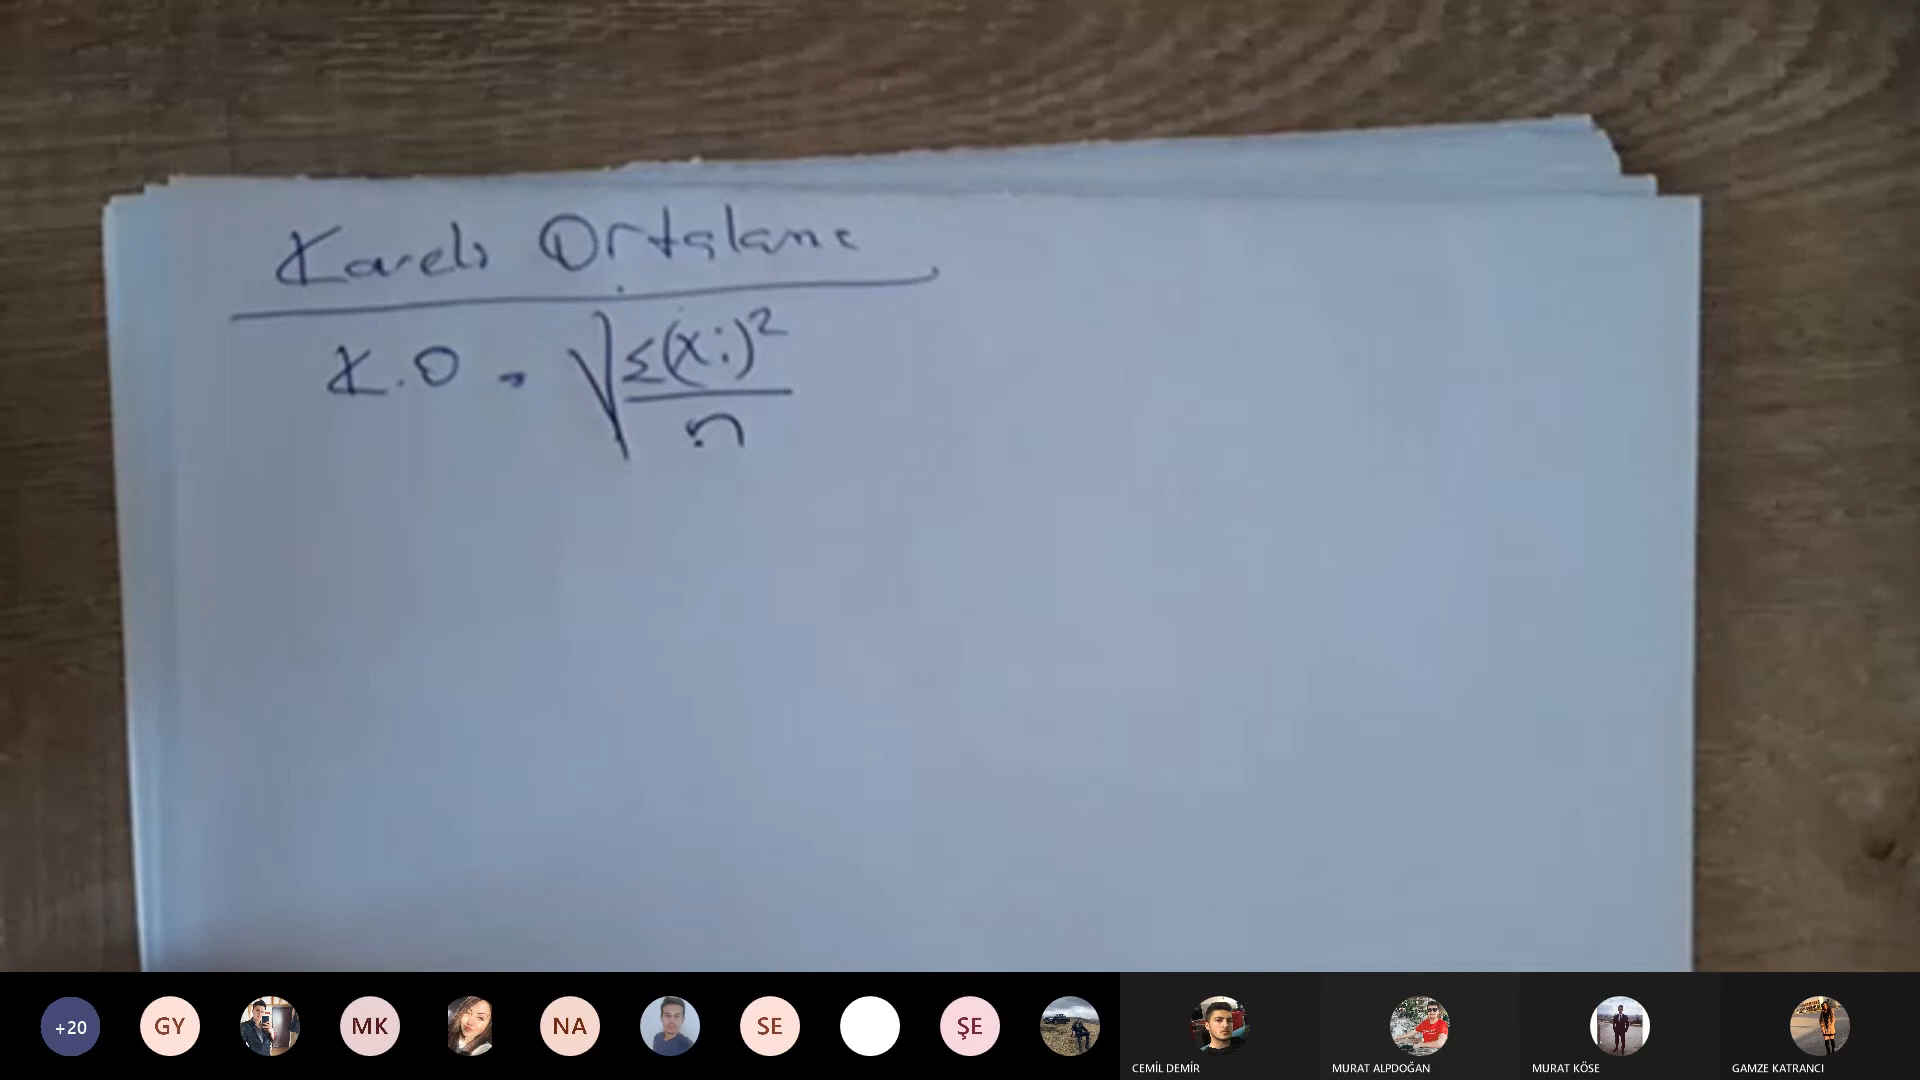 Kareli Ortalama
K.O = √Σ(xi)²
n
+20
GY
MK
NA
SE
ŞE
CEMİL DEMİR
MURAT ALPDOĞAN
MURAT KÖSE
GAMZE KATRANCI